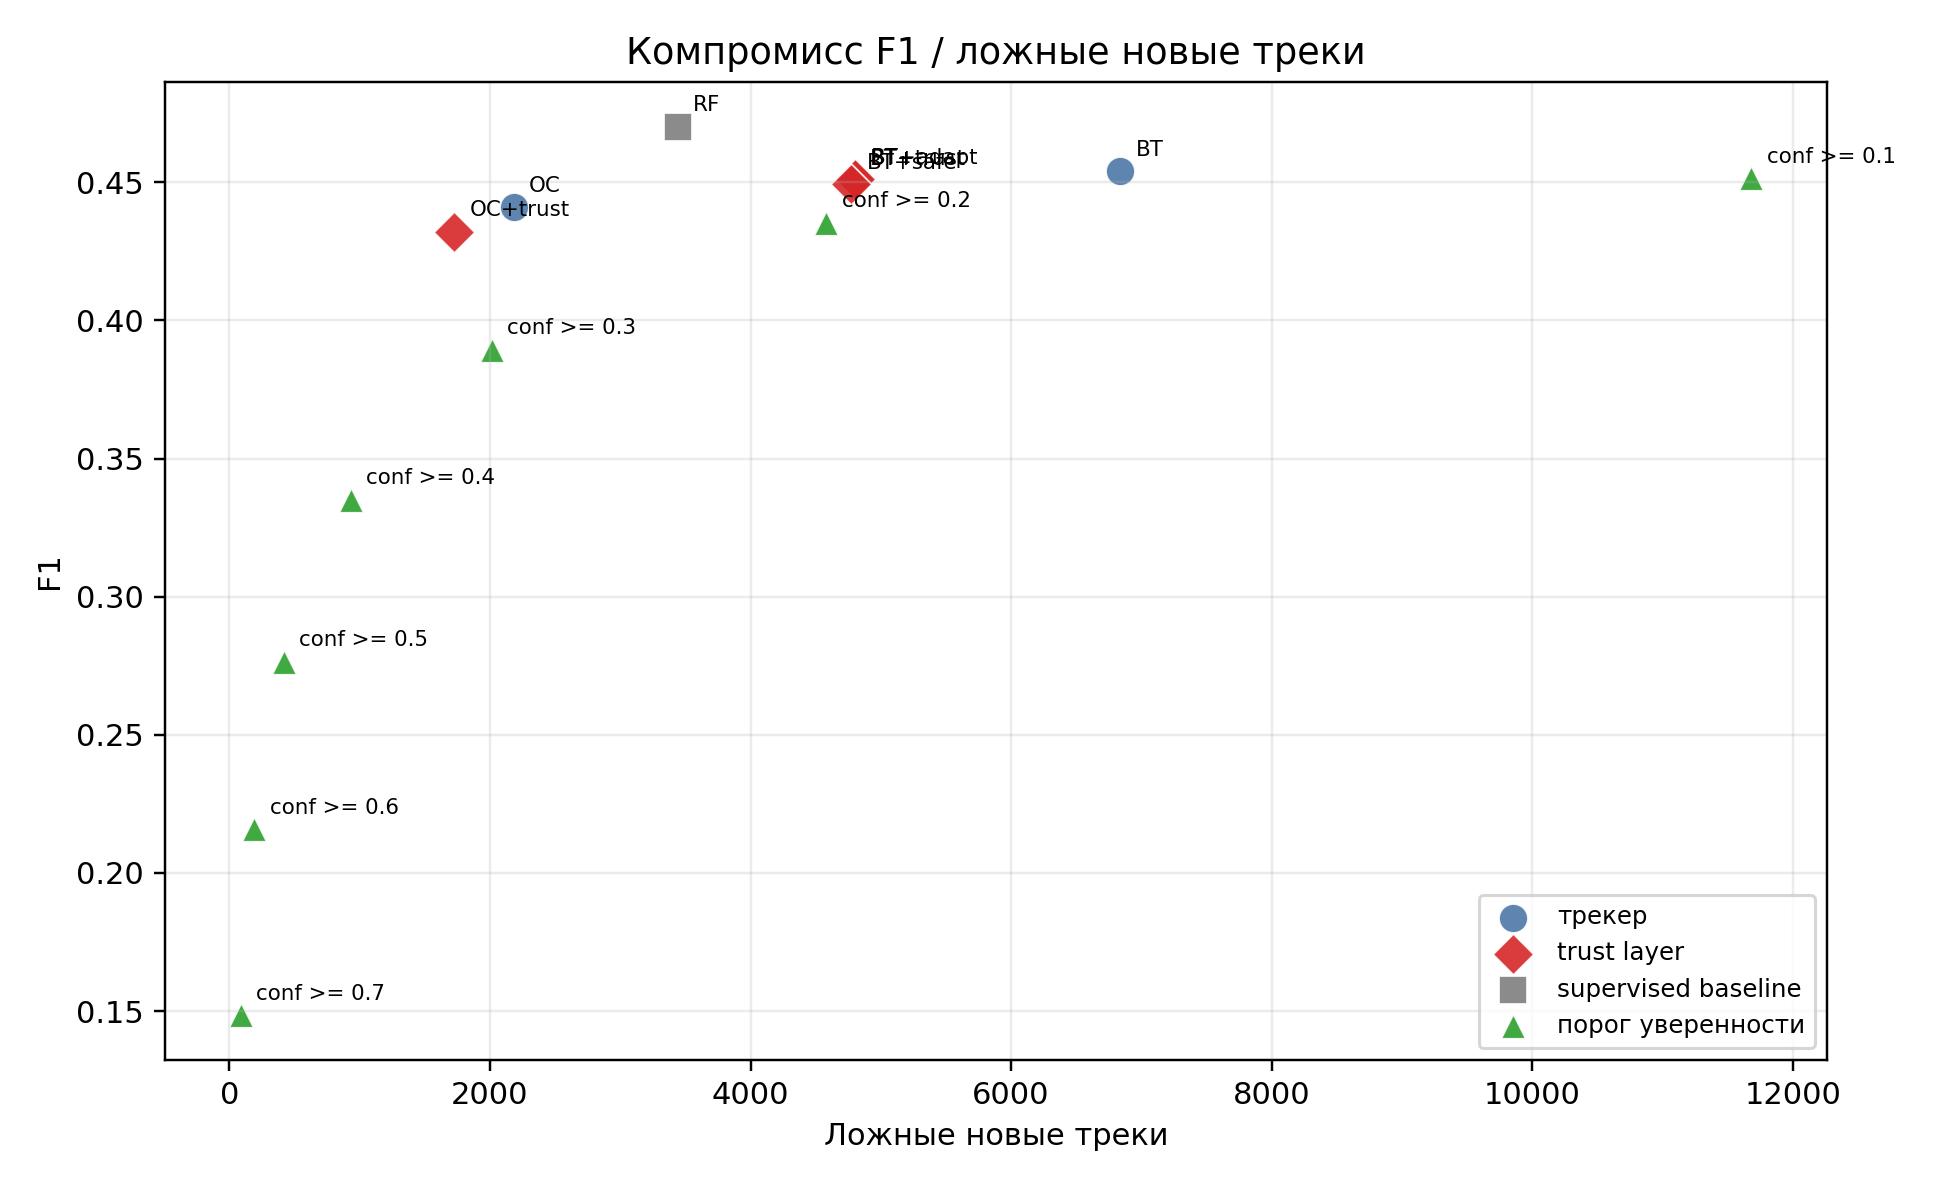 Компромисс F1 / ложные новые треки
RF
BT
conf >= 0.1
BT+safe
OC
conf >= 0.2
OC+trust
0.45
conf >= 0.3
0.40
conf >= 0.4
0.35
F1
conf >= 0.5
0.30
0.25
conf >= 0.6
0.20
conf >= 0.7
0.15
трекер
trust layer
supervised baseline
порог уверенности
0
2000
4000
6000
8000
10000
12000
Ложные новые треки